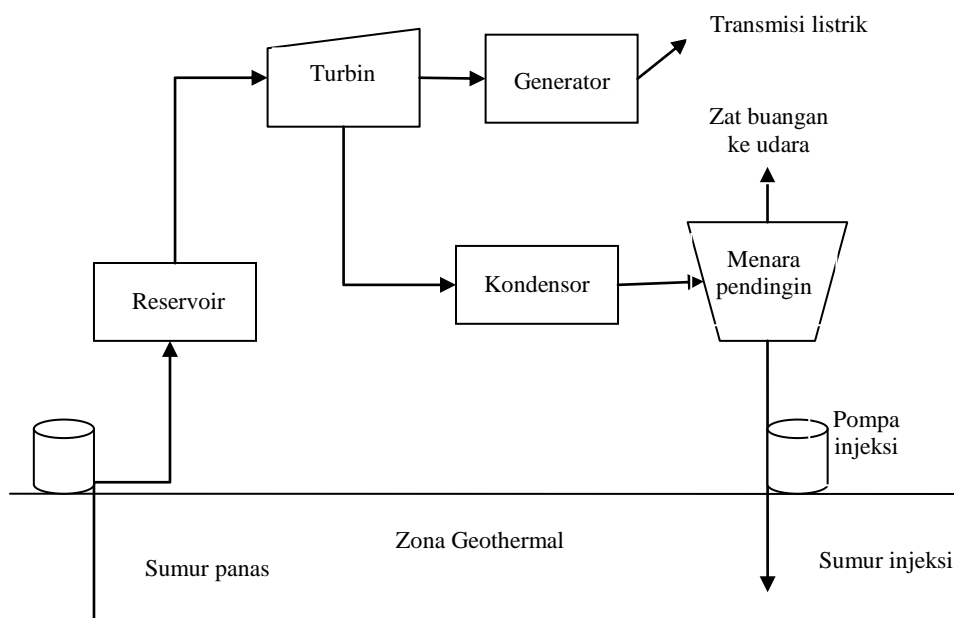 Transmisi listrik
Turbin
Generator
Zat buangan
ke udara
Menara
pendingin
Kondensor
Reservoir
Pompa
injeksi
Zona Geothermal
Sumur panas
Sumur injeksi